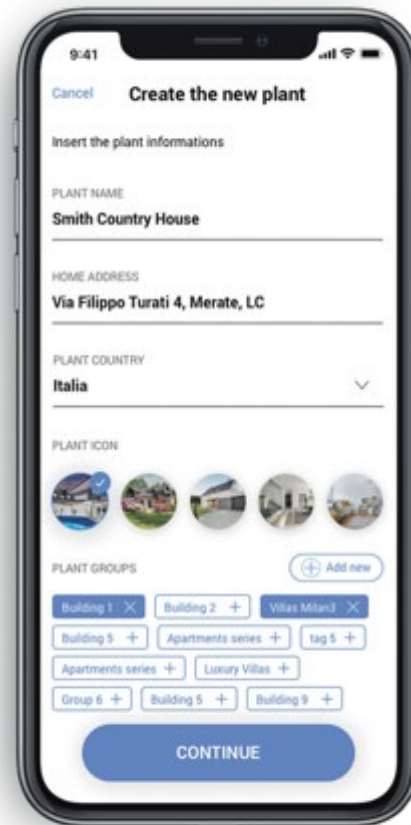 9:41
Cancel Create the new plant
Insert the plant informations
PLANT NAME
Smith Country House
HOME ADDRESS
Via Filippo Turati 4, Merate, LC
PLANT COUNTRY
Italia
PLANT ICON
PLANT GROUPS + Add new
Building 1 × Building 2 + Villas Milan3 ×
Building 5 + Apartments series + tag 5 +
Apartments series + Luxury Villas +
Group 6 + Building 5 + Building 9 +
CONTINUE